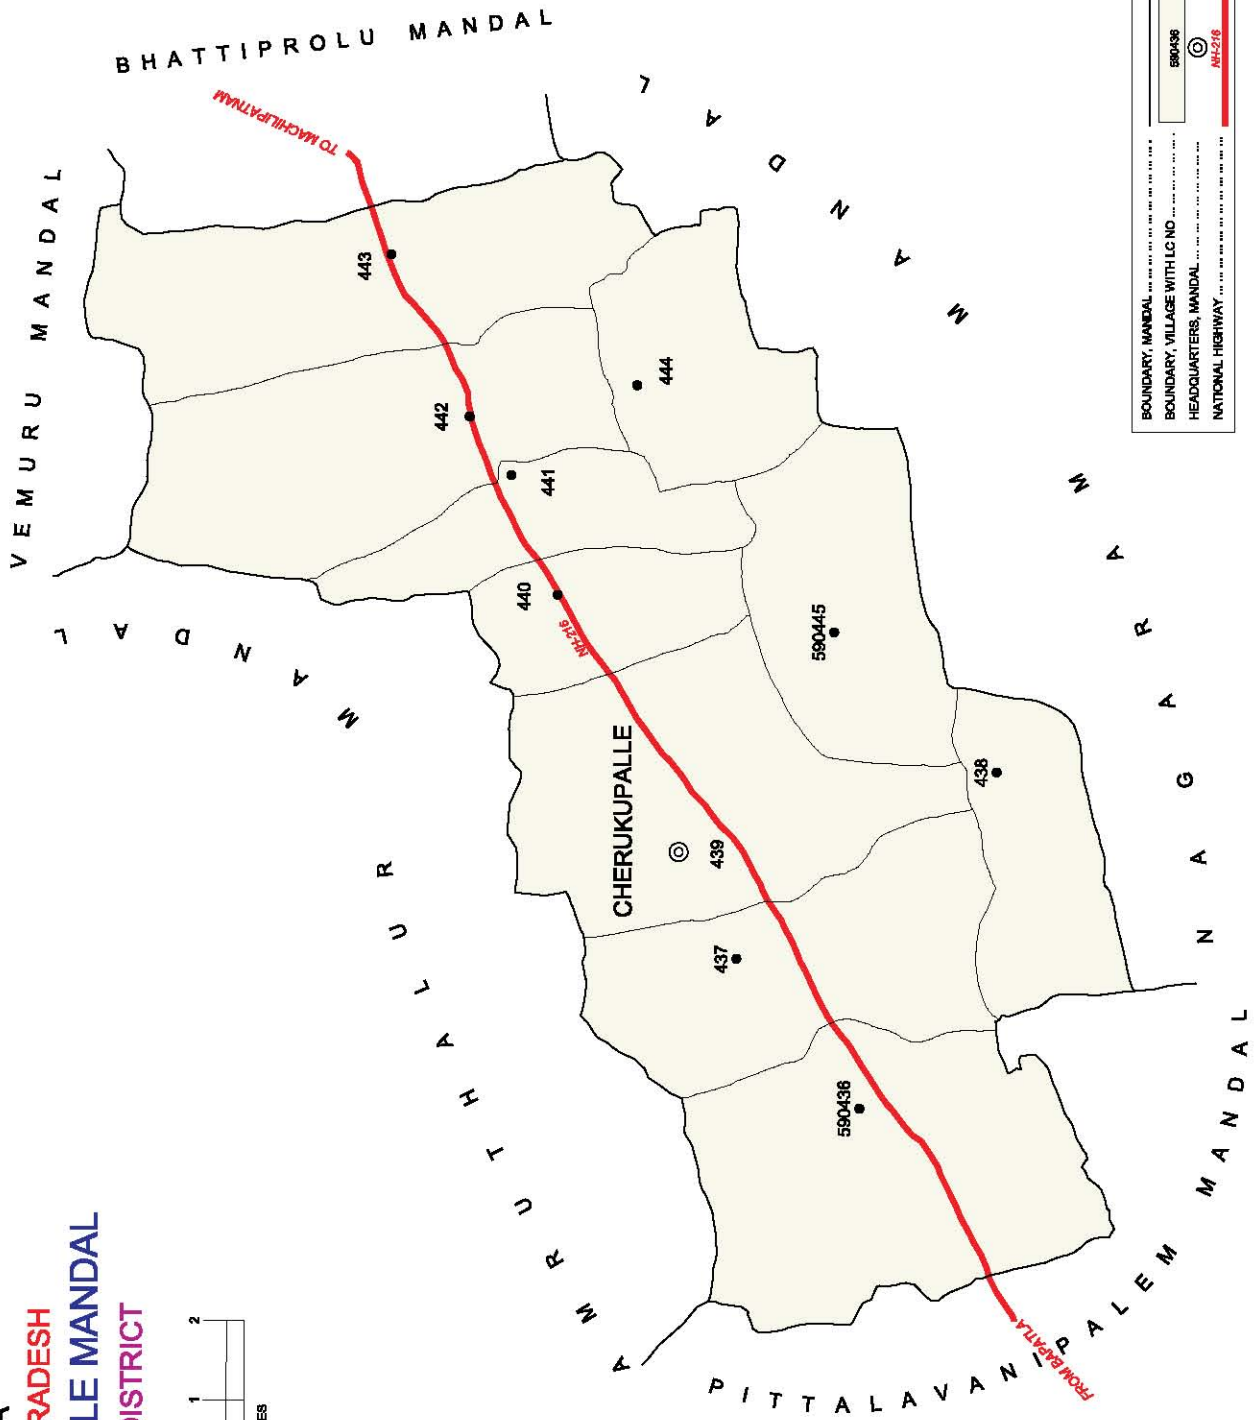 A
RADESH
LE MANDAL
DISTRICT
1 2
ES
VEMURU MANDAL
BHATTIPROLU MANDAL
AMRUTHALUR MANDAL
NAGARAM MANDAL
PITTALAVANIPALEM MANDAL
TO MACHILIPATNAM
443
442
441
444
440
NH-216
590445
CHERUKUPALLE
439
438
437
590436
FROM BAPATLA
BOUNDARY, MANDAL
BOUNDARY, VILLAGE WITH LC NO 590436
HEADQUARTERS, MANDAL
NATIONAL HIGHWAY NH-216